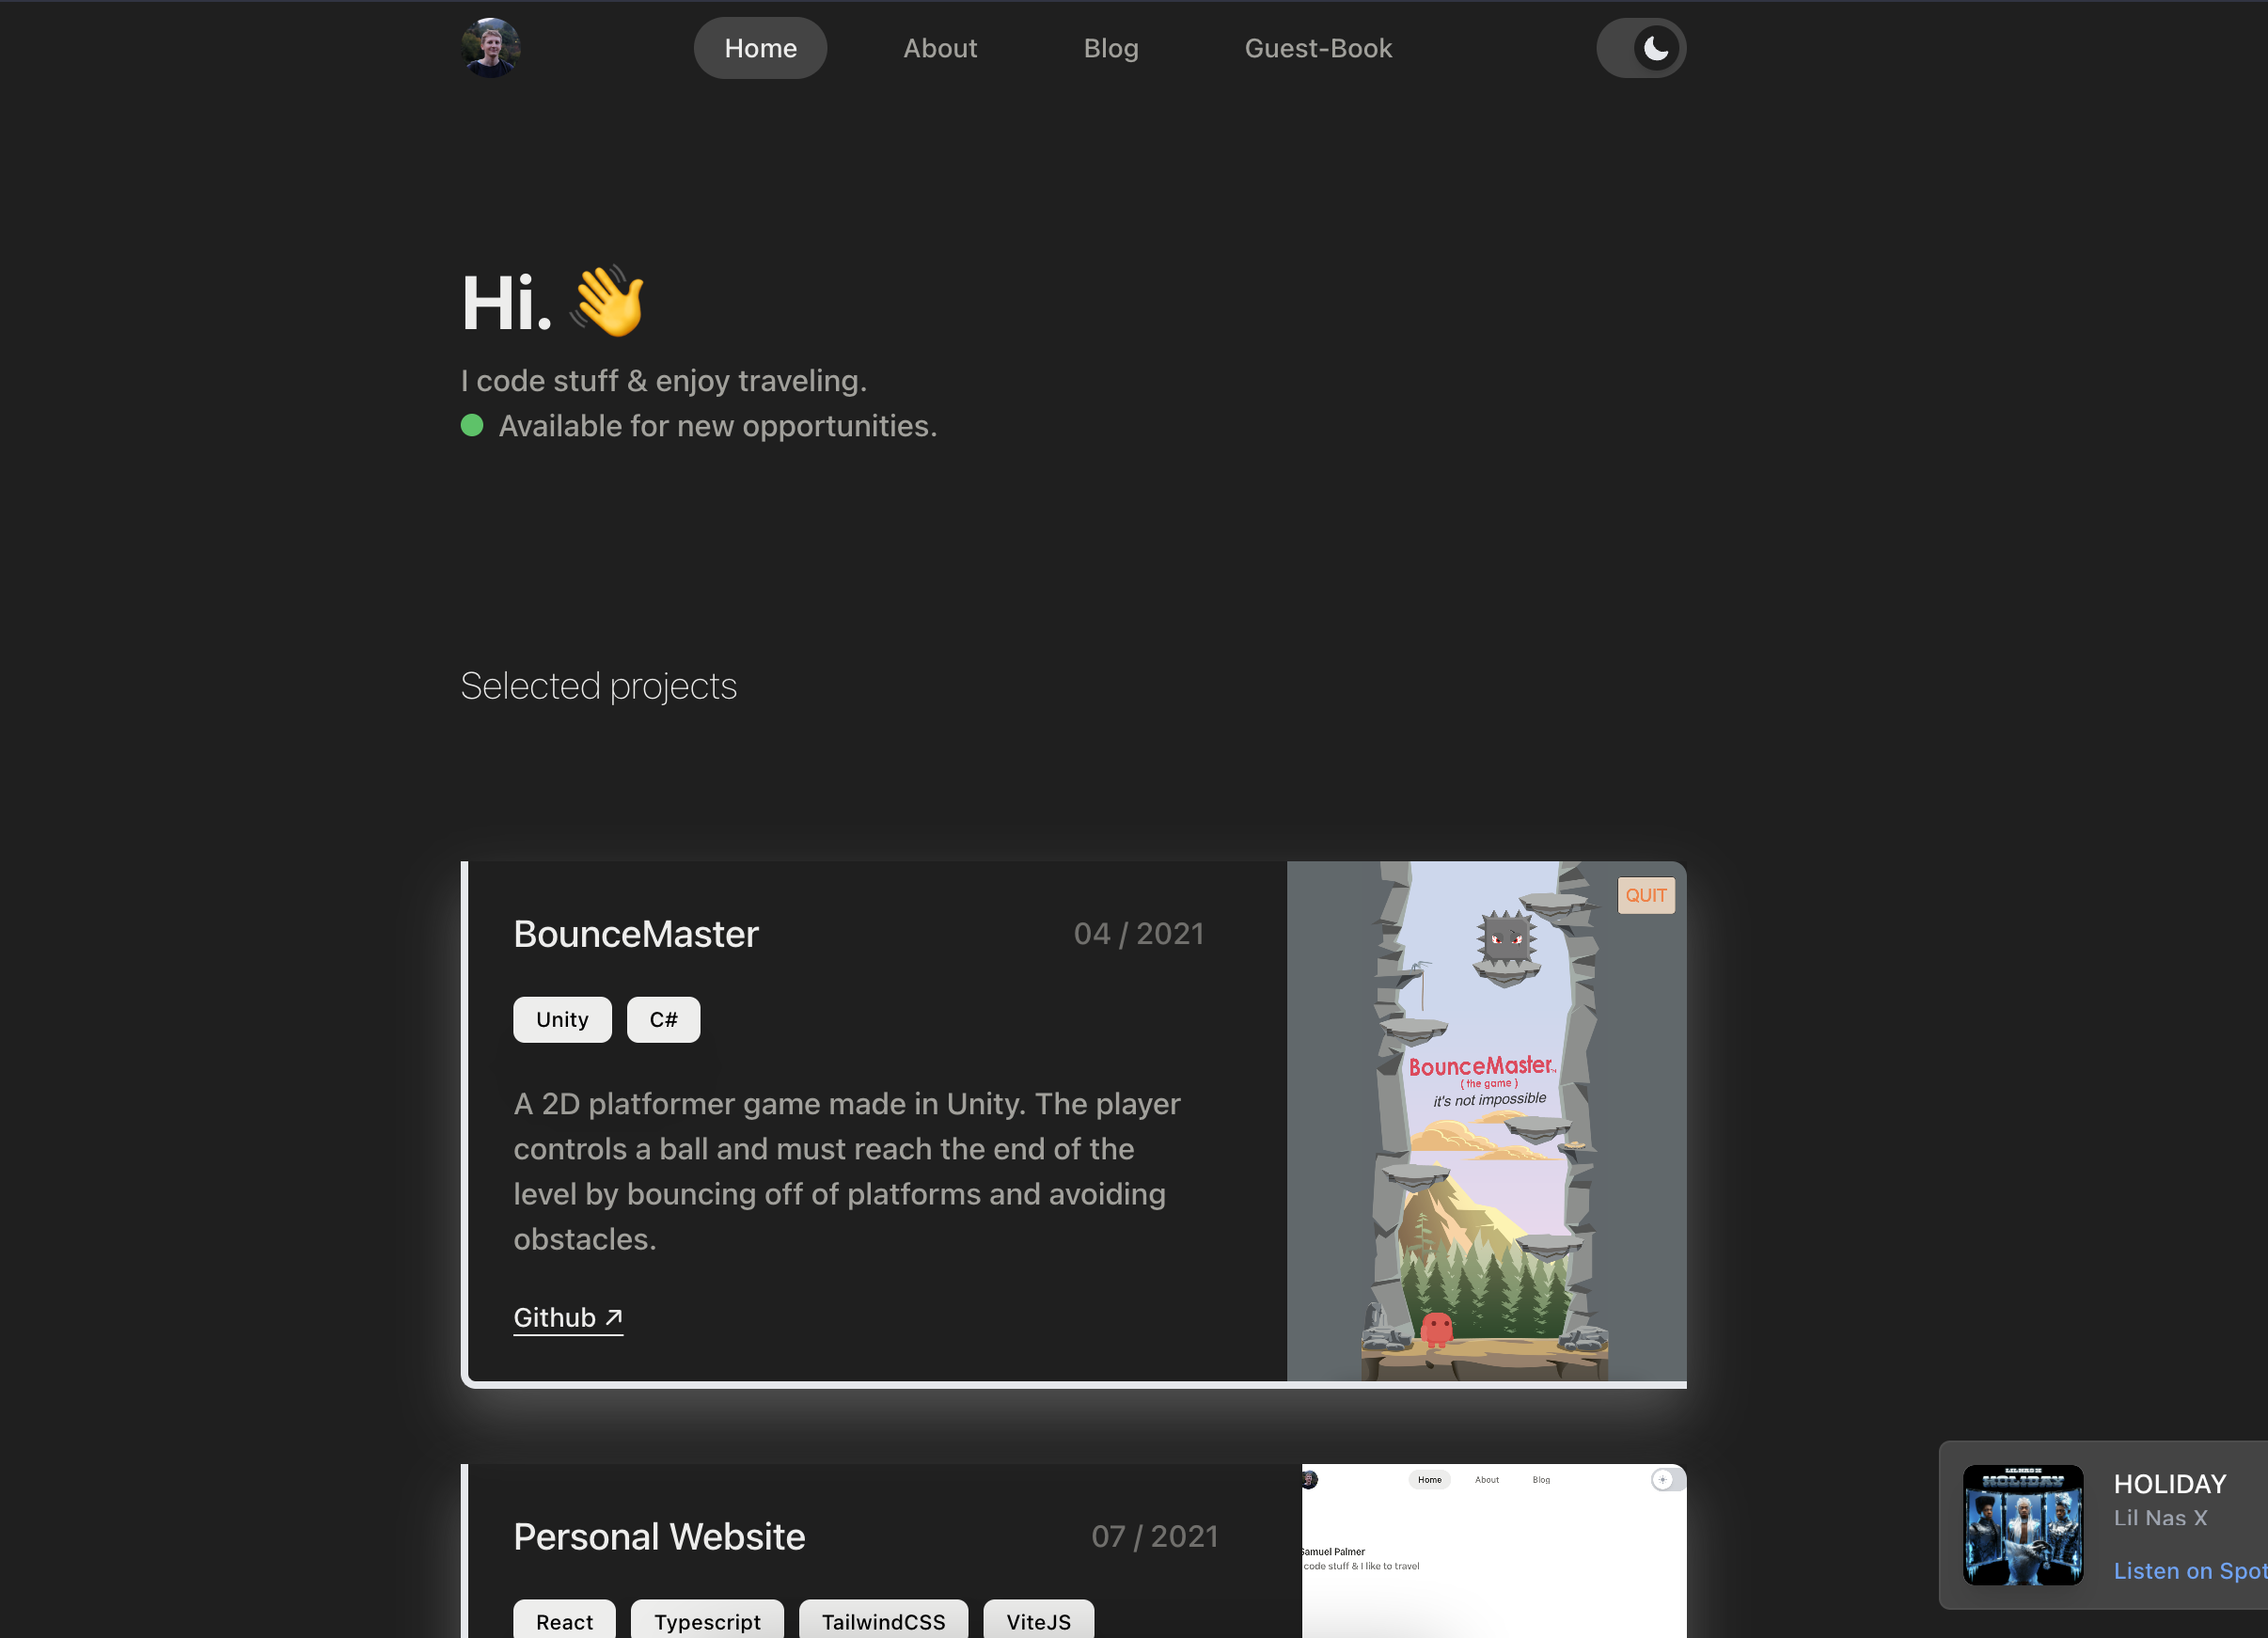 Home
About
Blog
Guest-Book
Hi. 👋
I code stuff & enjoy traveling.
Available for new opportunities.
Selected projects
BounceMaster
04 / 2021
Unity
C#
A 2D platformer game made in Unity. The player
controls a ball and must reach the end of the
level by bouncing off of platforms and avoiding
obstacles.
Github ↗
QUIT
BounceMaster™
( the game )
it's not impossible
Personal Website
07 / 2021
React
Typescript
TailwindCSS
ViteJS
Home
About
Blog
Samuel Palmer
code stuff & I like to travel
LIL NAS X
HOLIDAY
HOLIDAY
Lil Nas X
Listen on Spot